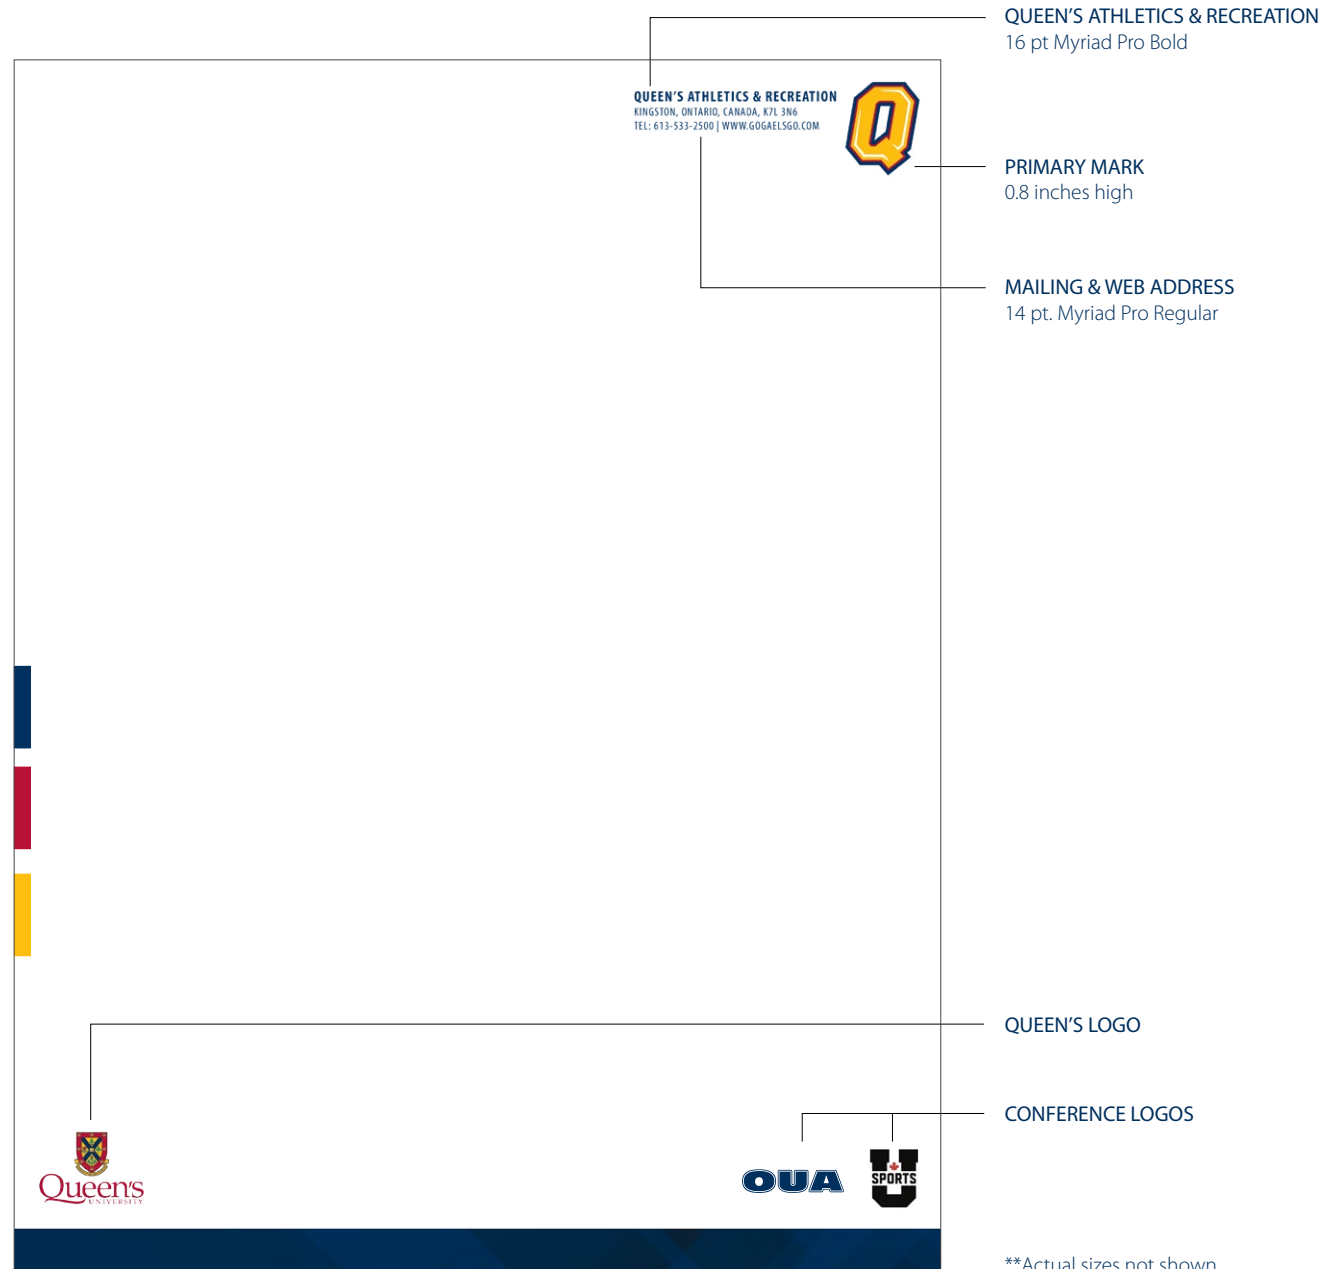 QUEEN'S ATHLETICS & RECREATION
16 pt Myriad Pro Bold
QUEEN'S ATHLETICS & RECREATION
KINGSTON, ONTARIO, CANADA, K7L 3N6
TEL: 613-533-2500 | WWW.GOGAELSGO.COM
Q
PRIMARY MARK
0.8 inches high
MAILING & WEB ADDRESS
14 pt. Myriad Pro Regular
QUEEN'S LOGO
CONFERENCE LOGOS
Queen's
UNIVERSITY
OUA
U
SPORTS
**Actual sizes not shown